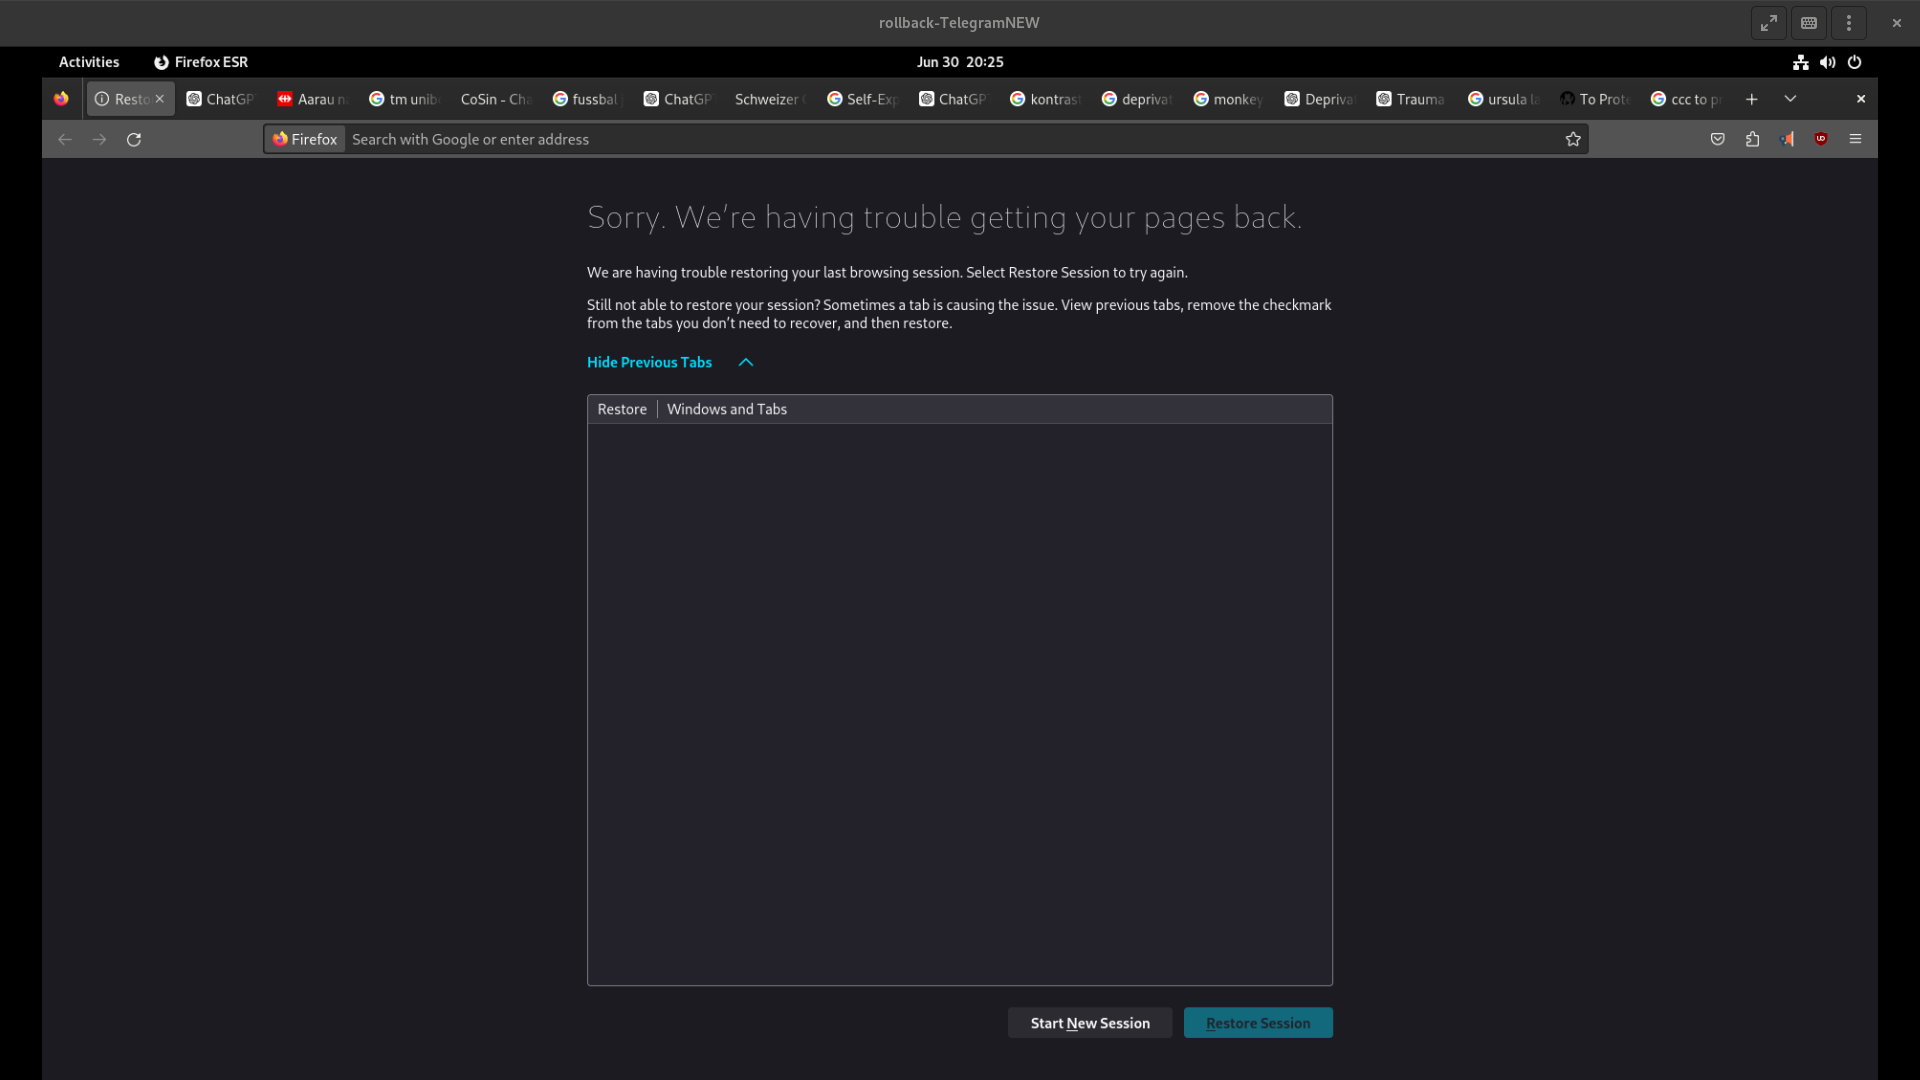 rollback-TelegramNEW
Activities Firefox ESR Jun 30 20:25
Resto ChatGP Aarau n tm unib CoSin - Cha fussbal ChatGPT Schweizer Self-Exp ChatGPT kontrast deprivat monkey Depriva Trauma ursula la To Prote ccc to p
Firefox Search with Google or enter address
Sorry. We're having trouble getting your pages back.
We are having trouble restoring your last browsing session. Select Restore Session to try again.
Still not able to restore your session? Sometimes a tab is causing the issue. View previous tabs, remove the checkmark
from the tabs you don't need to recover, and then restore.
Hide Previous Tabs
Restore Windows and Tabs
Start New Session Restore Session